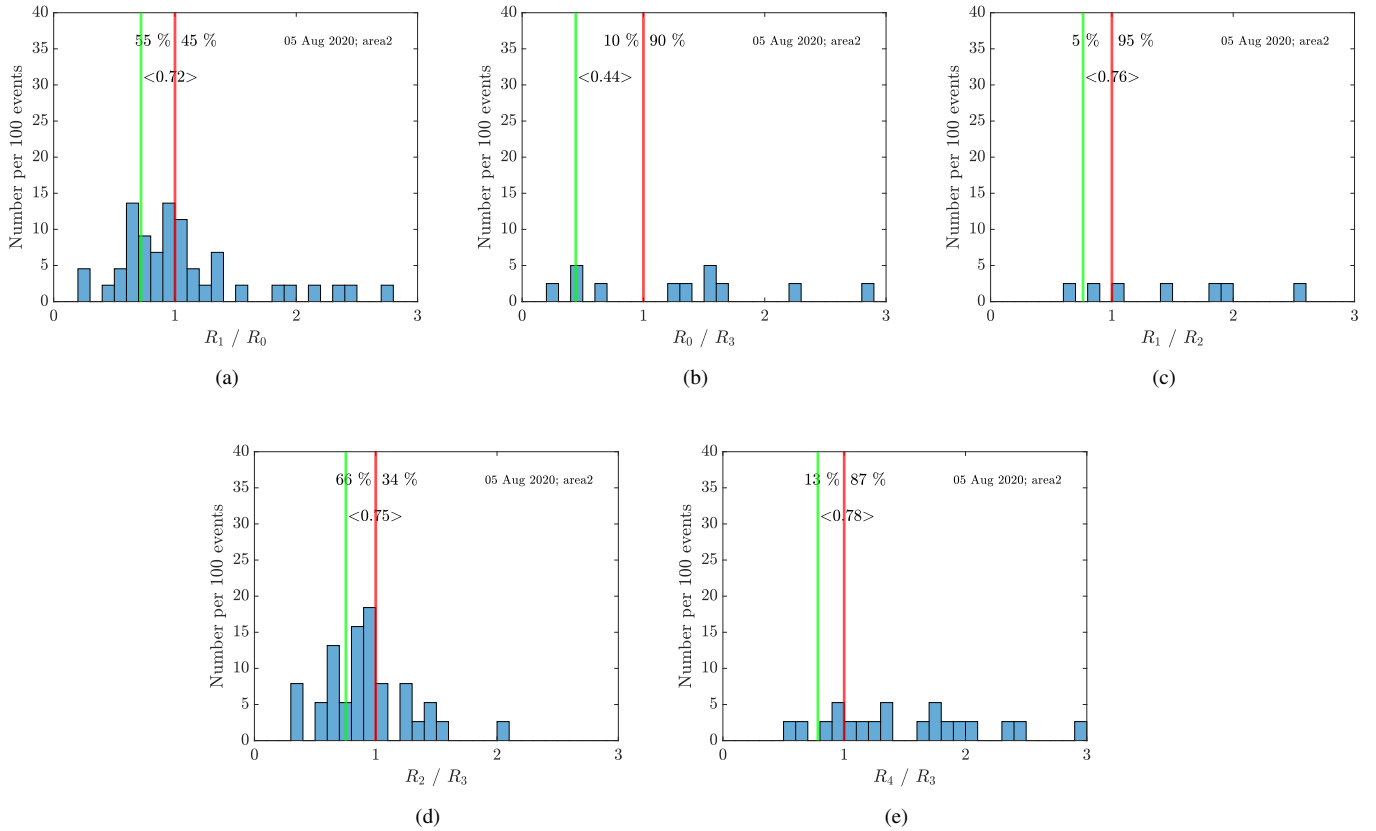 40
35
30
25
20
15
10
5
0
Number per 100 events
55 % 45 %
05 Aug 2020; area2
<0.72>
0 1 2 3
R₁ / R₀
(a)
40
35
30
25
20
15
10
5
0
Number per 100 events
10 % 90 %
05 Aug 2020; area2
<0.44>
0 1 2 3
R₀ / R₃
(b)
40
35
30
25
20
15
10
5
0
Number per 100 events
5 % 95 %
05 Aug 2020; area2
<0.76>
0 1 2 3
R₁ / R₂
(c)
40
35
30
25
20
15
10
5
0
Number per 100 events
66 % 34 %
05 Aug 2020; area2
<0.75>
0 1 2 3
R₂ / R₃
(d)
40
35
30
25
20
15
10
5
0
Number per 100 events
13 % 87 %
05 Aug 2020; area2
<0.78>
0 1 2 3
R₄ / R₃
(e)